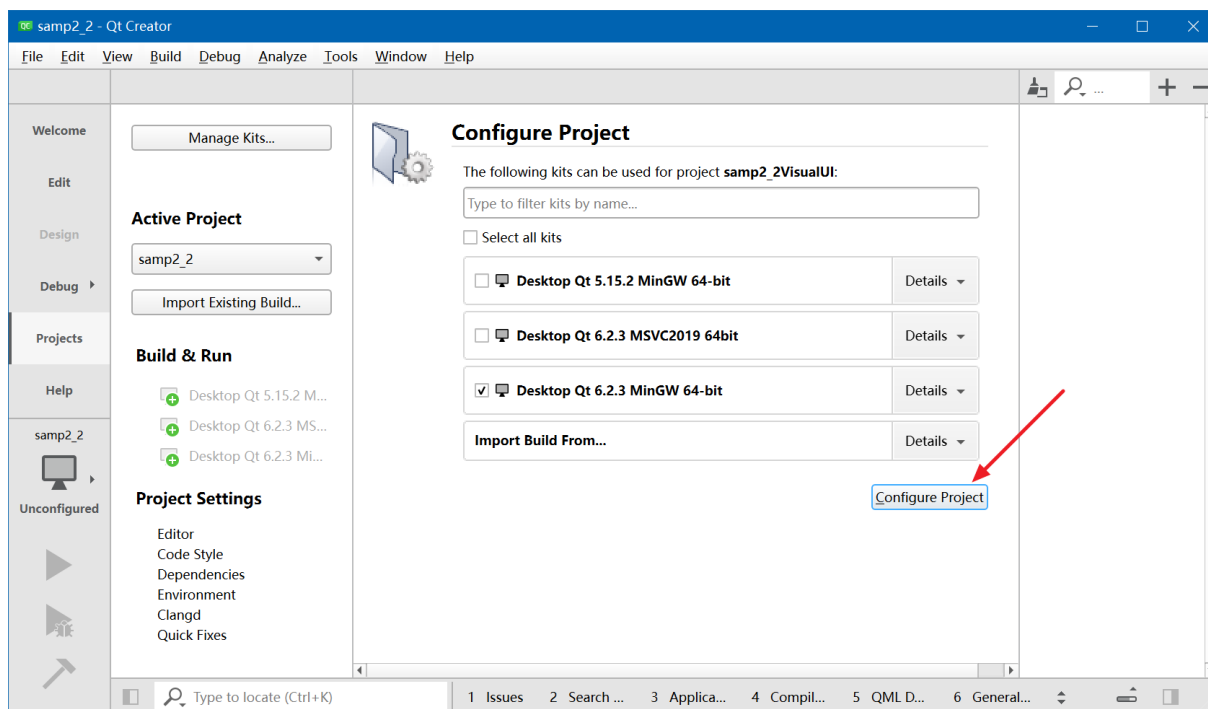 samp2_2 - Qt Creator
File Edit View Build Debug Analyze Tools Window Help
...
Welcome
Edit
Design
Debug
Projects
Help
samp2_2
Unconfigured
Manage Kits...
Active Project
samp2_2
Import Existing Build...
Build & Run
Desktop Qt 5.15.2 M...
Desktop Qt 6.2.3 MS...
Desktop Qt 6.2.3 Mi...
Project Settings
Editor
Code Style
Dependencies
Environment
Clangd
Quick Fixes
Configure Project
The following kits can be used for project samp2_2VisualUI:
Type to filter kits by name...
Select all kits
Desktop Qt 5.15.2 MinGW 64-bit Details
Desktop Qt 6.2.3 MSVC2019 64bit Details
Desktop Qt 6.2.3 MinGW 64-bit Details
Import Build From... Details
Configure Project
Type to locate (Ctrl+K) 1 Issues 2 Search ... 3 Applica... 4 Compil... 5 QML D... 6 General...